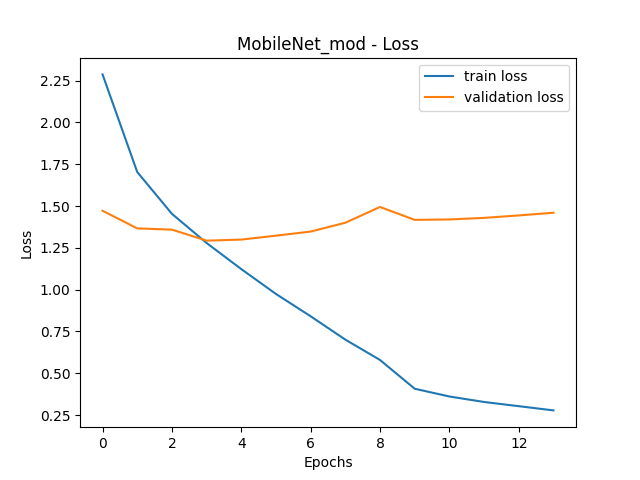 MobileNet_mod - Loss
train loss
validation loss
2.25
2.00
1.75
1.50
1.25
1.00
0.75
0.50
0.25
Loss
0 2 4 6 8 10 12
Epochs